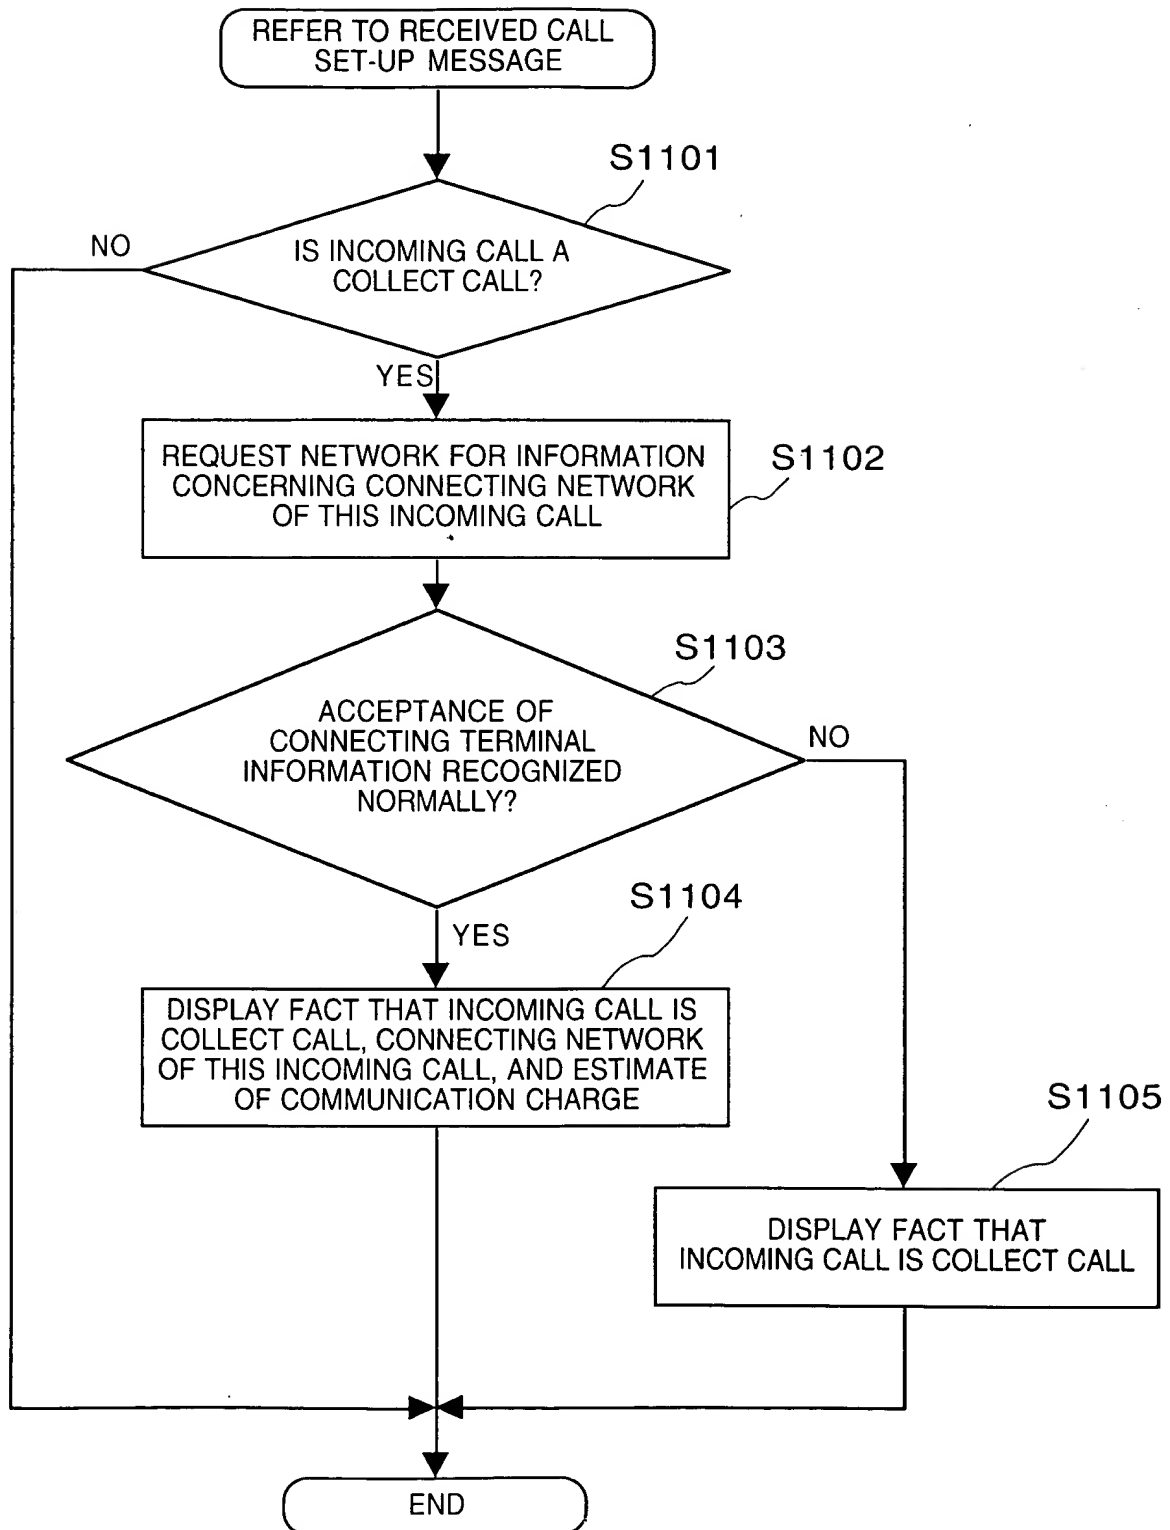 REFER TO RECEIVED CALL
SET-UP MESSAGE
S1101
NO
IS INCOMING CALL A
COLLECT CALL?
YES
REQUEST NETWORK FOR INFORMATION
CONCERNING CONNECTING NETWORK
OF THIS INCOMING CALL
S1102
S1103
ACCEPTANCE OF
CONNECTING TERMINAL
INFORMATION RECOGNIZED
NORMALLY?
NO
S1104
YES
DISPLAY FACT THAT INCOMING CALL IS
COLLECT CALL, CONNECTING NETWORK
OF THIS INCOMING CALL, AND ESTIMATE
OF COMMUNICATION CHARGE
S1105
DISPLAY FACT THAT
INCOMING CALL IS COLLECT CALL
END